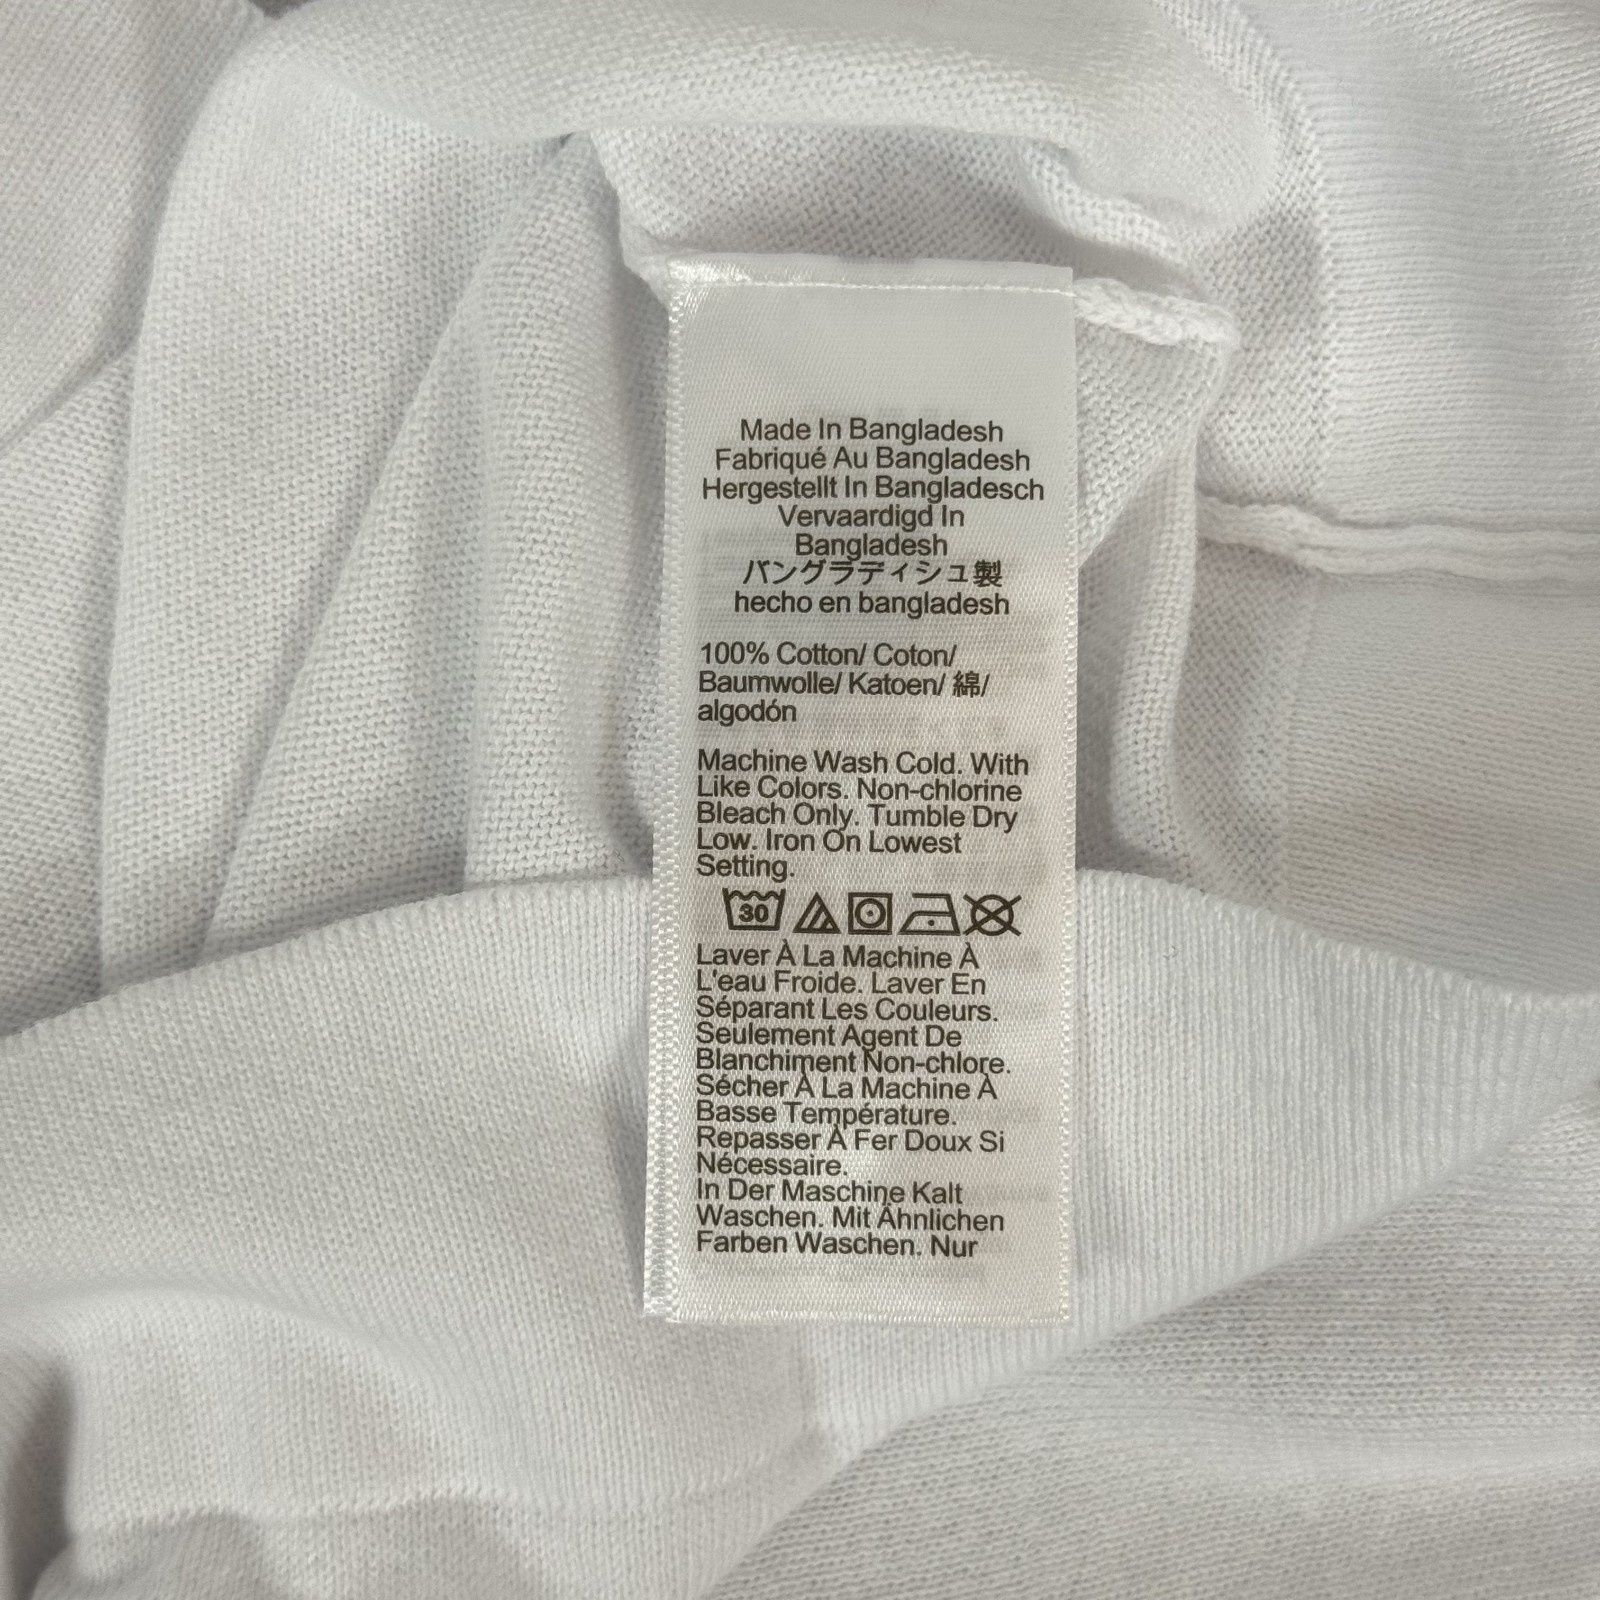 Made In Bangladesh
Fabriqué Au Bangladesh
Hergestellt In Bangladesch
Vervaardigd In
Bangladesh
バングラディシュ製
hecho en bangladesh
100% Cotton/ Coton/
Baumwolle/ Katoen/ 綿/
algodón
Machine Wash Cold. With
Like Colors. Non-chlorine
Bleach Only. Tumble Dry
Low. Iron On Lowest
Setting.
30
Laver À La Machine À
L'eau Froide. Laver En
Séparant Les Couleurs.
Seulement Agent De
Blanchiment Non-chlore.
Sécher À La Machine À
Basse Température.
Repasser À Fer Doux Si
Nécessaire.
In Der Maschine Kalt
Waschen. Mit Ähnlichen
Farben Waschen. Nur